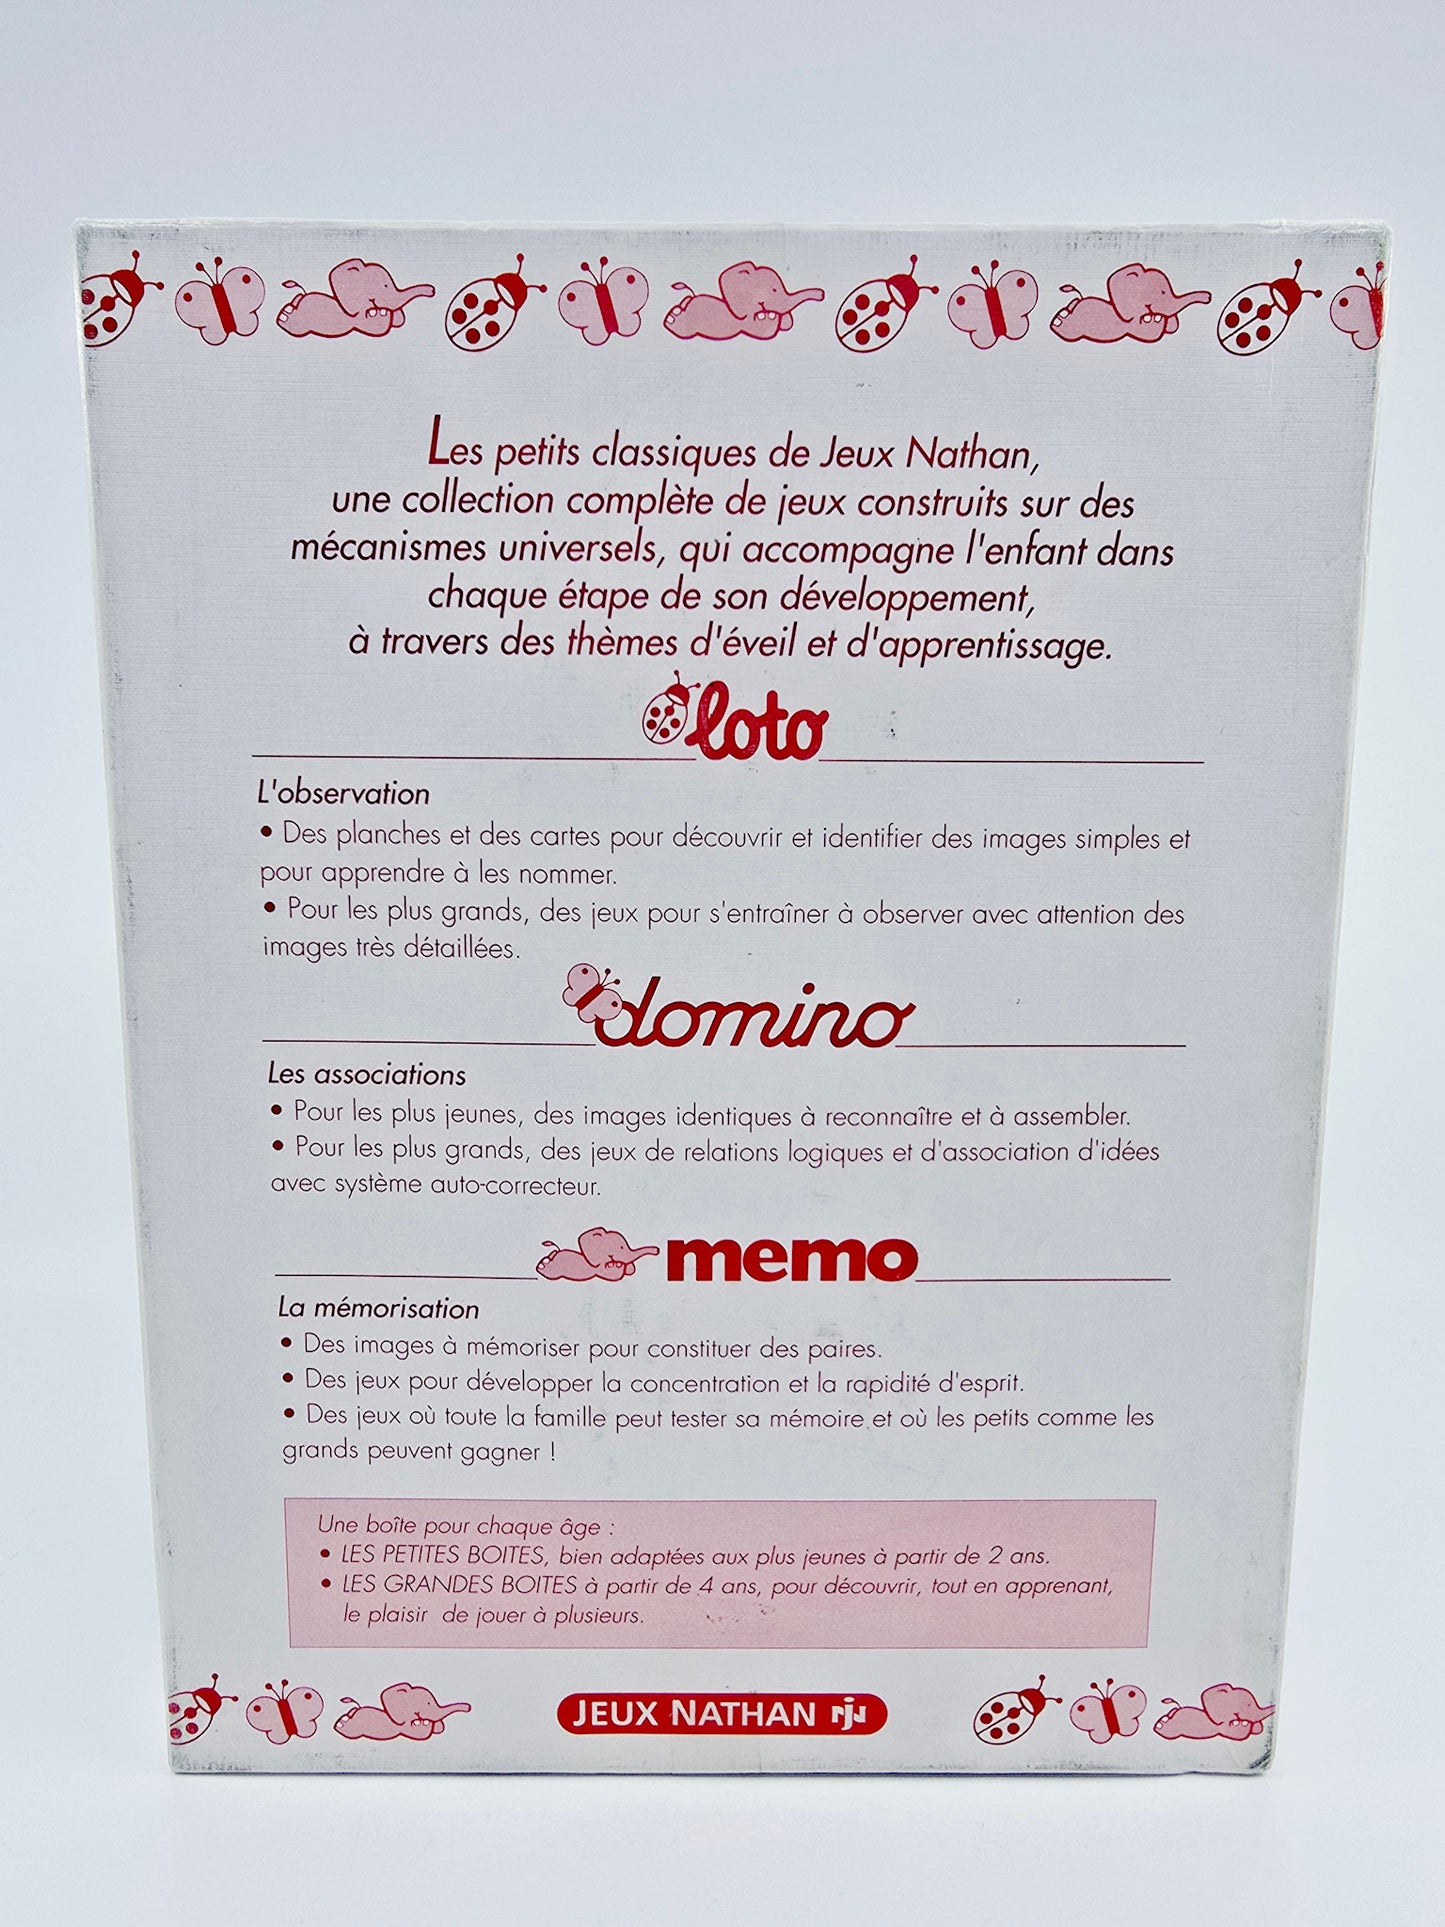 Les petits classiques de Jeux Nathan,
une collection complète de jeux construits sur des
mécanismes universels, qui accompagne l'enfant dans
chaque étape de son développement,
à travers des thèmes d'éveil et d'apprentissage.
loto
L'observation
• Des planches et des cartes pour découvrir et identifier des images simples et
pour apprendre à les nommer.
• Pour les plus grands, des jeux pour s'entraîner à observer avec attention des
images très détaillées.
domino
Les associations
• Pour les plus jeunes, des images identiques à reconnaître et à assembler.
• Pour les plus grands, des jeux de relations logiques et d'association d'idées
avec système auto-correcteur.
memo
La mémorisation
• Des images à mémoriser pour constituer des paires.
• Des jeux pour développer la concentration et la rapidité d'esprit.
• Des jeux où toute la famille peut tester sa mémoire et où les petits comme les
grands peuvent gagner !
Une boîte pour chaque âge :
• LES PETITES BOITES, bien adaptées aux plus jeunes à partir de 2 ans.
• LES GRANDES BOITES à partir de 4 ans, pour découvrir, tout en apprenant,
le plaisir de jouer à plusieurs.
JEUX NATHAN